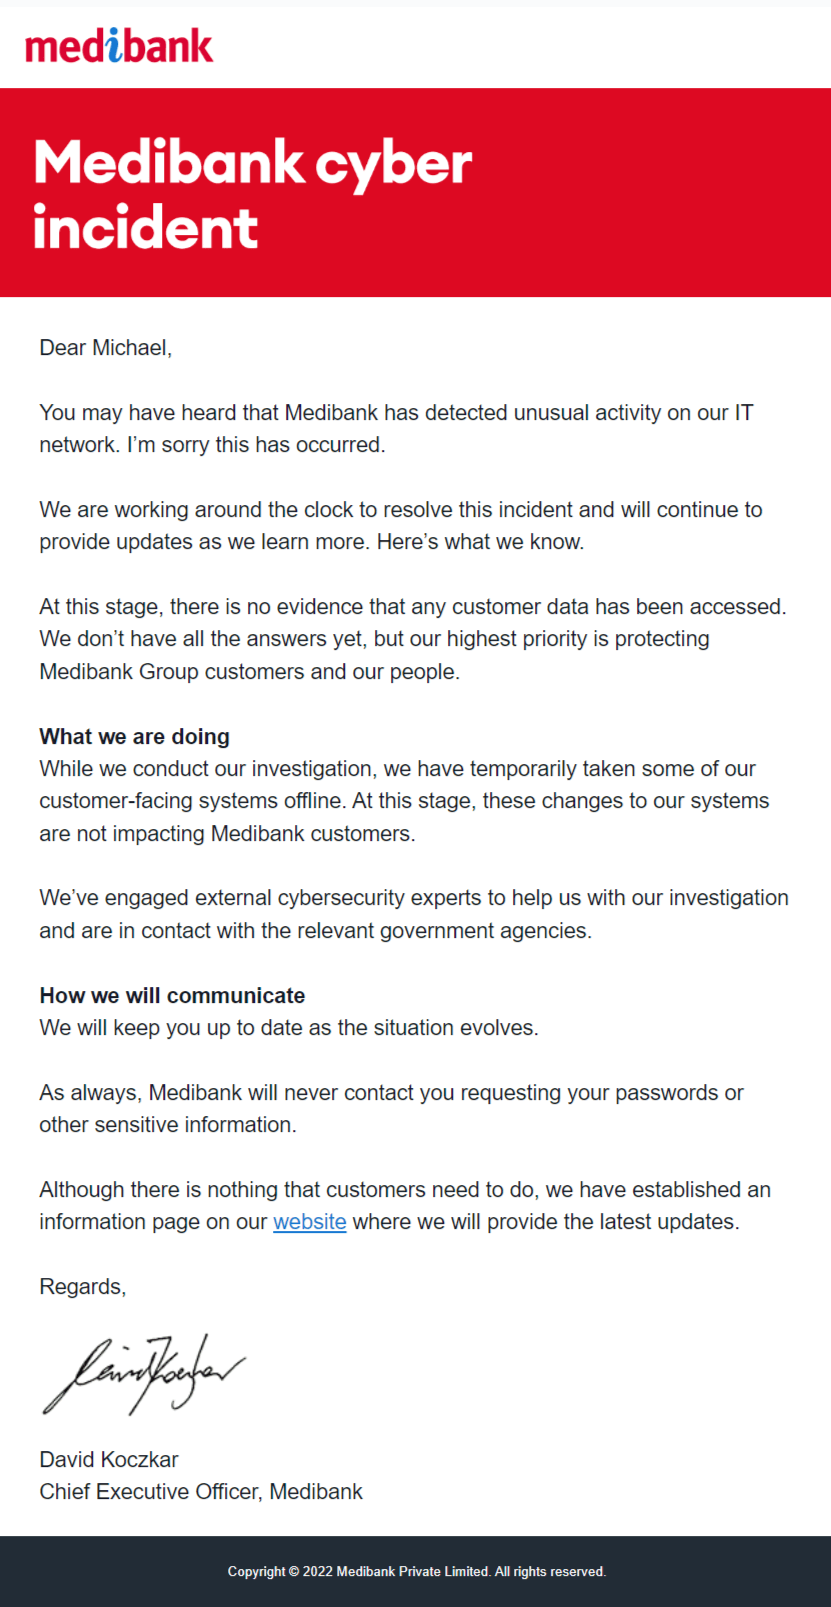 medibank
Medibank cyber
incident
Dear Michael,
You may have heard that Medibank has detected unusual activity on our IT
network. I’m sorry this has occurred.
We are working around the clock to resolve this incident and will continue to
provide updates as we learn more. Here’s what we know.
At this stage, there is no evidence that any customer data has been accessed.
We don’t have all the answers yet, but our highest priority is protecting
Medibank Group customers and our people.
What we are doing
While we conduct our investigation, we have temporarily taken some of our
customer-facing systems offline. At this stage, these changes to our systems
are not impacting Medibank customers.
We’ve engaged external cybersecurity experts to help us with our investigation
and are in contact with the relevant government agencies.
How we will communicate
We will keep you up to date as the situation evolves.
As always, Medibank will never contact you requesting your passwords or
other sensitive information.
Although there is nothing that customers need to do, we have established an
information page on our website where we will provide the latest updates.
Regards,
David Koczkar
Chief Executive Officer, Medibank
Copyright © 2022 Medibank Private Limited. All rights reserved.